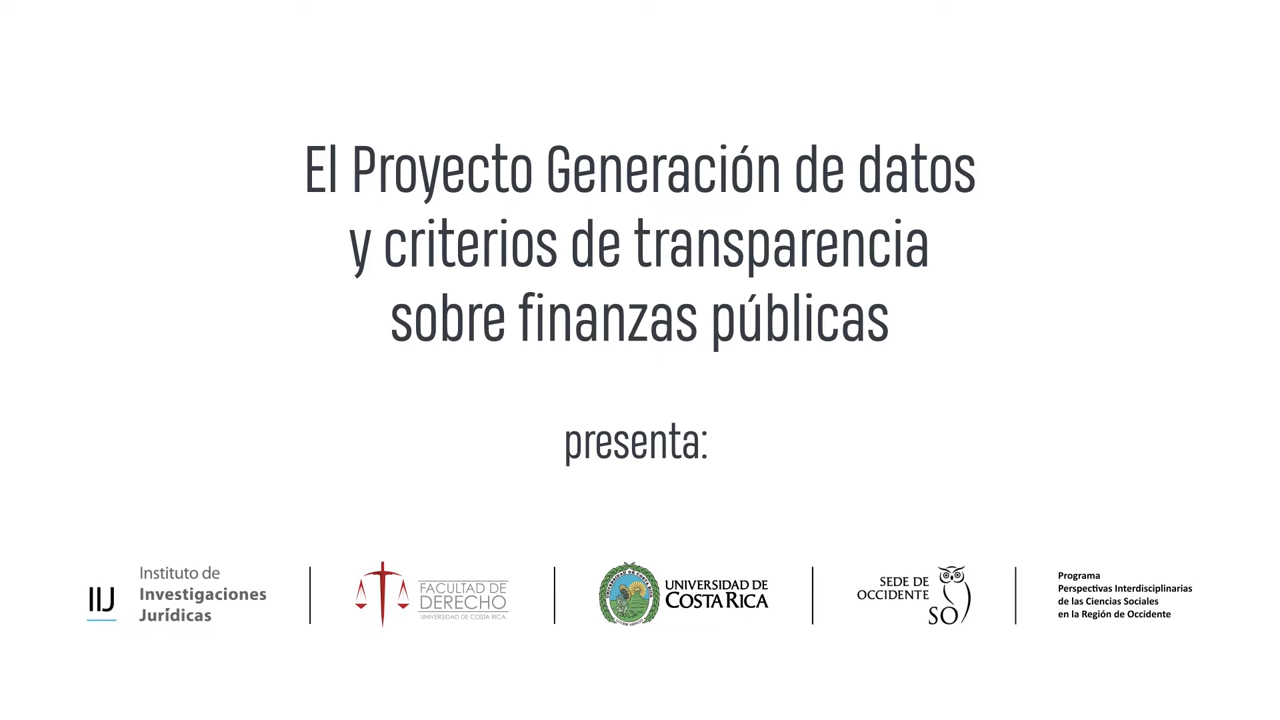 El Proyecto Generación de datos
y criterios de transparencia
sobre finanzas públicas
presenta:
IIJ
Instituto de
Investigaciones
Jurídicas
FACULTAD DE
DERECHO
UNIVERSIDAD DE COSTA RICA
UNIVERSIDAD DE
COSTA RICA
SEDE DE
OCCIDENTE
SO
Programa
Perspectivas Interdisciplinarias
de las Ciencias Sociales
en la Región de Occidente